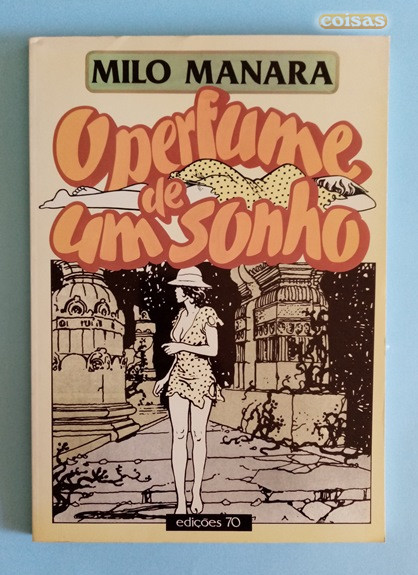 coisas
MILO MANARA
O perfume
de
um sonho
edições 70